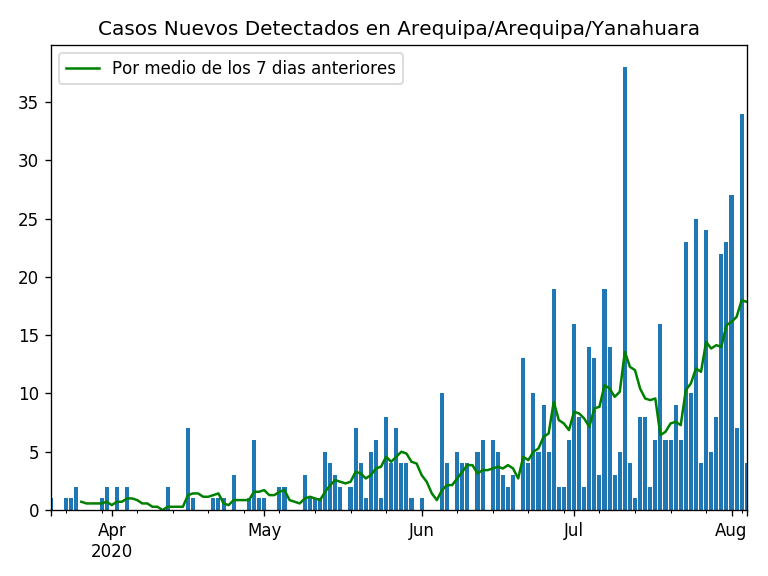 Casos Nuevos Detectados en Arequipa/Arequipa/Yanahuara
Por medio de los 7 dias anteriores
35
30
25
20
15
10
5
0
Apr
2020
May
Jun
Jul
Aug